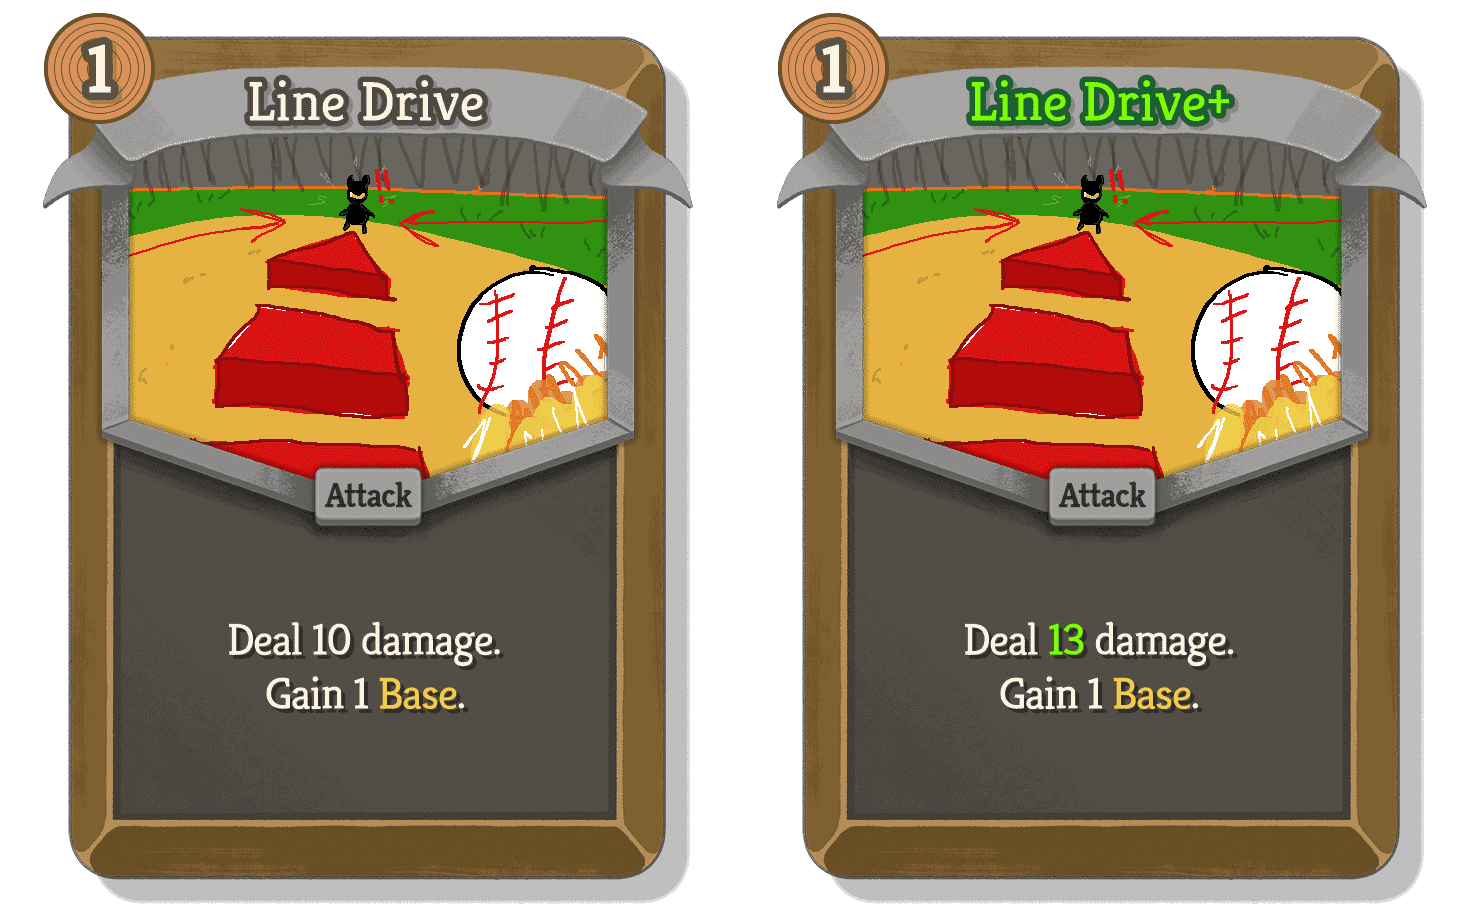 1
Line Drive
!!
Attack
Deal 10 damage.
Gain 1 Base.
1
Line Drive+
!!
Attack
Deal 13 damage.
Gain 1 Base.